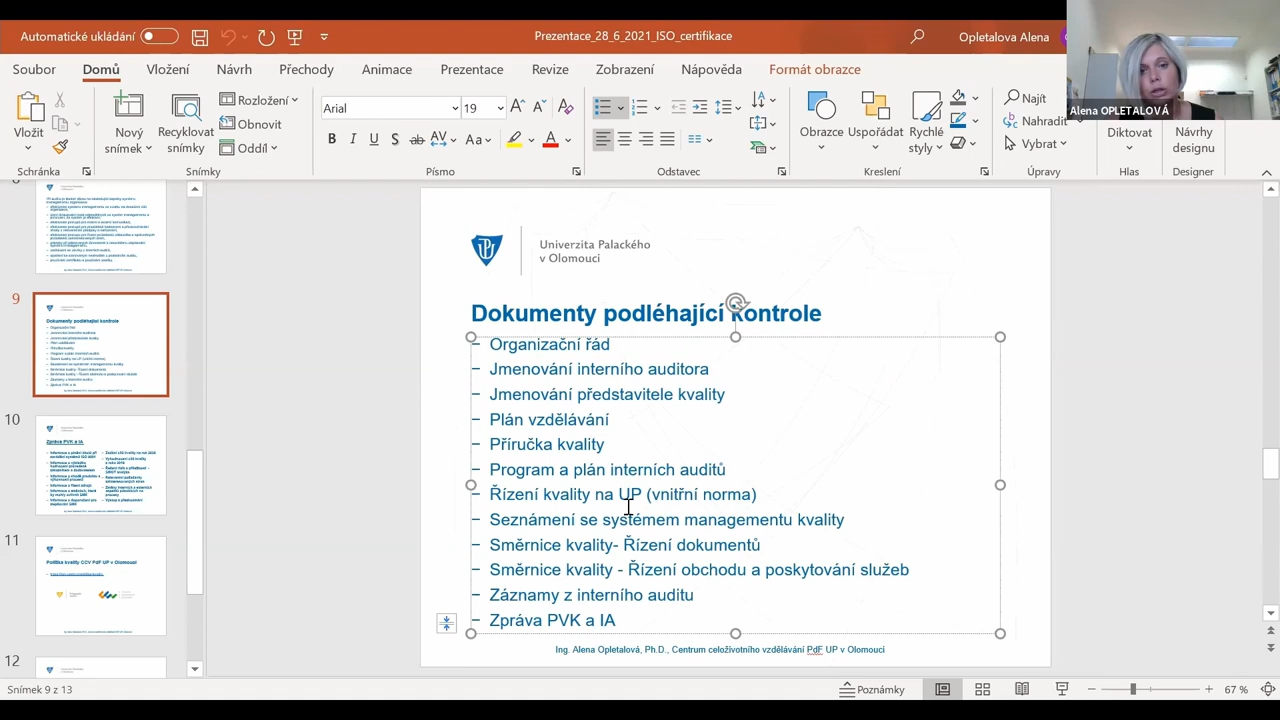 Automatické ukládání
Prezentace_28_6_2021_ISO_certifikace
Opletalova Alena
Alena OPLETALOVÁ
Soubor
Domů
Vložení
Návrh
Přechody
Animace
Prezentace
Revize
Zobrazení
Nápověda
Formát obrazce
Vložit
Schránka
Nový snímek
Recyklovat snímky
Rozložení
Obnovit
Oddíl
Snímky
Arial
19
Písmo
Odstavec
Obrazce
Uspořádat
Rychlé styly
Kreslení
Najít
Nahradit
Vybrat
Úpravy
Diktovat
Hlas
Návrhy designu
Designer
9
Dokumenty podléhající kontrole
10
Zpráva PVK a IA
11
Politika kvality CCV PdF UP v Olomouci
12
Univerzita Palackého
v Olomouci
Dokumenty podléhající kontrole
– Organizační řád
– Jmenování interního auditora
– Jmenování představitele kvality
– Plán vzdělávání
– Příručka kvality
– Program a plán interních auditů
– Řízení kvality na UP (vnitřní norma)
– Seznámení se systémem managementu kvality
– Směrnice kvality- Řízení dokumentů
– Směrnice kvality - Řízení obchodu a poskytování služeb
– Záznamy z interního auditu
– Zpráva PVK a IA
Ing. Alena Opletalová, Ph.D., Centrum celoživotního vzdělávání PdF UP v Olomouci
Snímek 9 z 13
Poznámky
67 %